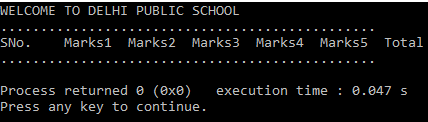 WELCOME TO DELHI PUBLIC SCHOOL
...............................................
SNo.    Marks1  Marks2  Marks3  Marks4  Marks5  Total
...............................................
Process returned 0 (0x0)   execution time : 0.047 s
Press any key to continue.